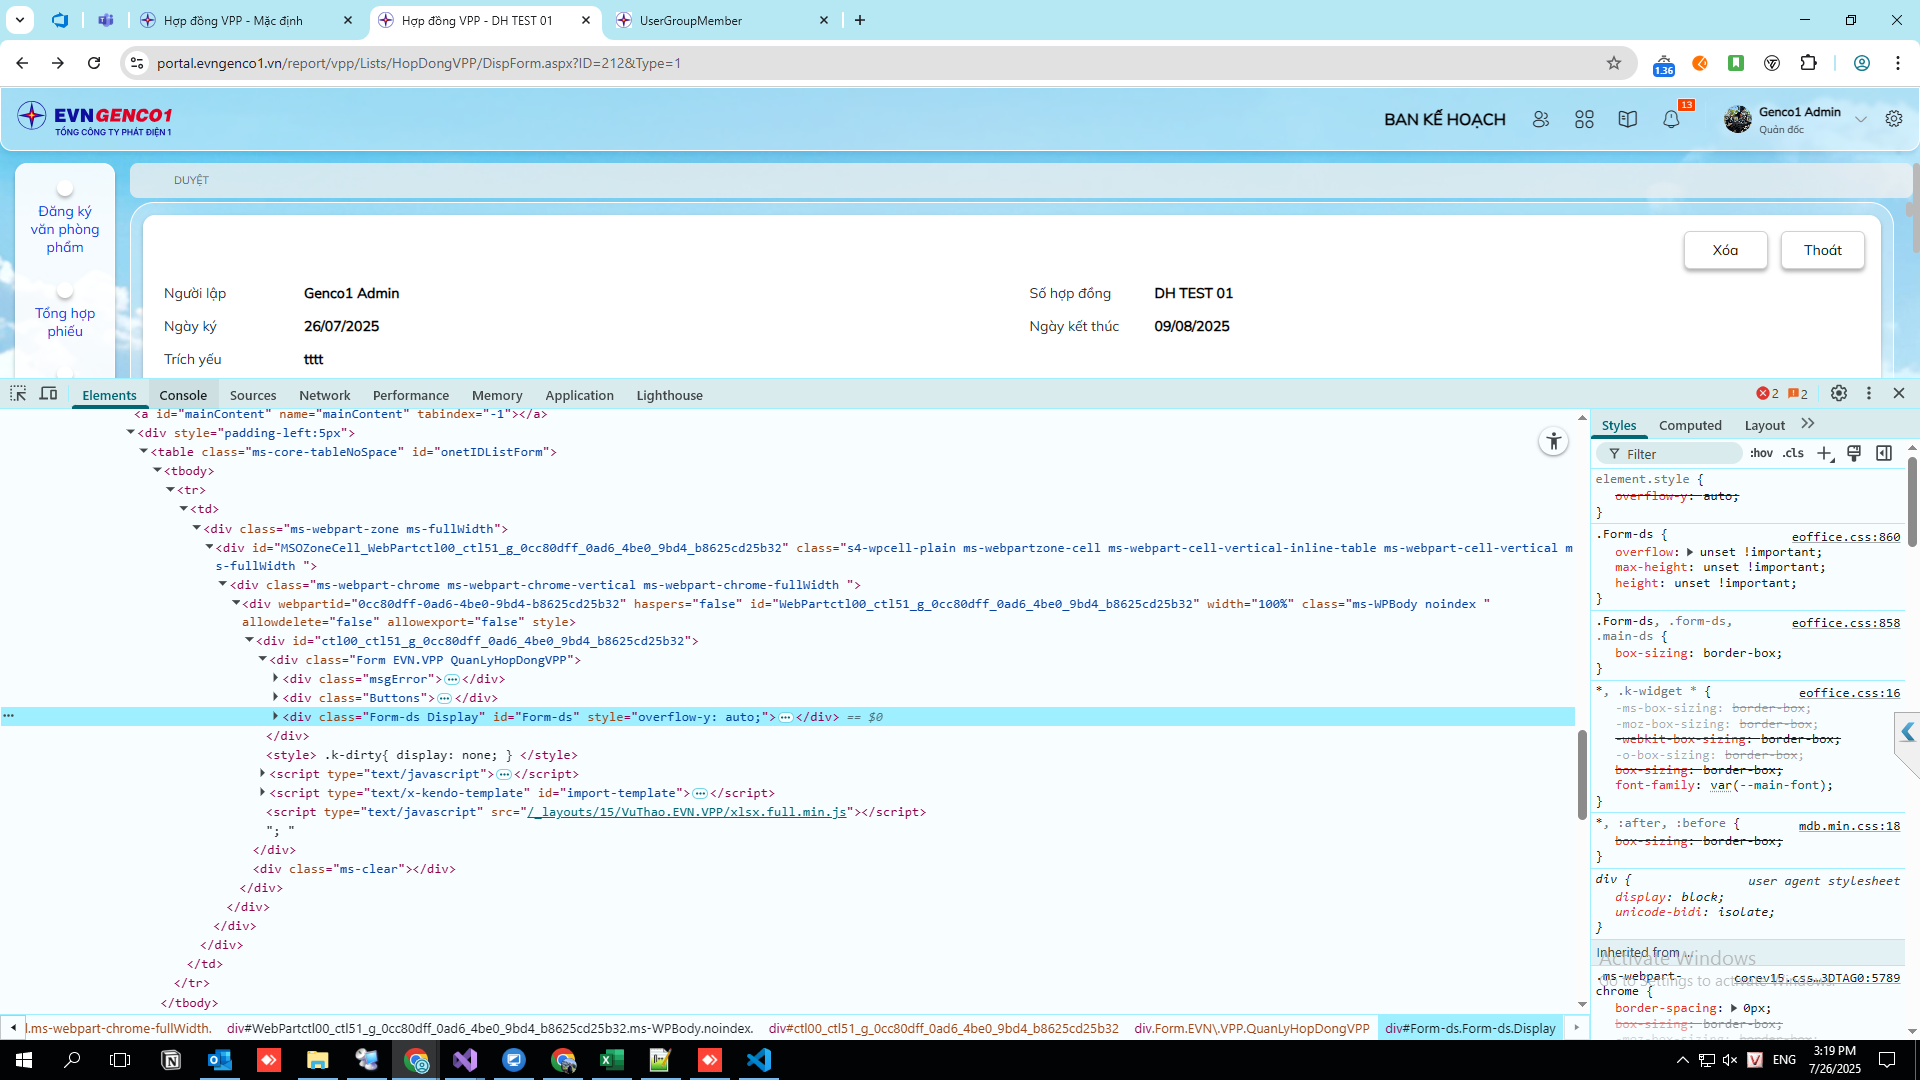 Hợp đồng VPP - Mặc định
Hợp đồng VPP - DH TEST 01
UserGroupMember
portal.evngenco1.vn/report/vpp/Lists/HopDongVPP/DispForm.aspx?ID=212&Type=1
1.36
EVNGENCO1
TỔNG CÔNG TY PHÁT ĐIỆN 1
BAN KẾ HOẠCH
13
Genco1 Admin
Quản đốc
Đăng ký
văn phòng
phẩm
Tổng hợp
phiếu
DUYỆT
Xóa
Thoát
Người lập
Genco1 Admin
Số hợp đồng
DH TEST 01
Ngày ký
26/07/2025
Ngày kết thúc
09/08/2025
Trích yếu
tttt
Elements
Console
Sources
Network
Performance
Memory
Application
Lighthouse
2
2
<a id="mainContent" name="mainContent" tabindex="-1"></a>
<div style="padding-left:5px">
<table class="ms-core-tableNoSpace" id="onetIDListForm">
<tbody>
<tr>
<td>
<div class="ms-webpart-zone ms-fullWidth">
<div id="MSOZoneCell_WebPartctl00_ctl51_g_0cc80dff_0ad6_4be0_9bd4_b8625cd25b32" class="s4-wpcell-plain ms-webpartzone-cell ms-webpart-cell-vertical-inline-table ms-webpart-cell-vertical m
s-fullWidth ">
<div class="ms-webpart-chrome ms-webpart-chrome-vertical ms-webpart-chrome-fullWidth ">
<div webpartid="0cc80dff-0ad6-4be0-9bd4-b8625cd25b32" haspers="false" id="WebPartctl00_ctl51_g_0cc80dff_0ad6_4be0_9bd4_b8625cd25b32" width="100%" class="ms-WPBody noindex "
allowdelete="false" allowexport="false" style>
<div id="ctl00_ctl51_g_0cc80dff_0ad6_4be0_9bd4_b8625cd25b32">
<div class="Form EVN.VPP QuanLyHopDongVPP">
<div class="msgError">…</div>
<div class="Buttons">…</div>
… <div class="Form-ds Display" id="Form-ds" style="overflow-y: auto;">…</div> == $0
</div>
<style> .k-dirty{ display: none; } </style>
<script type="text/javascript">…</script>
<script type="text/x-kendo-template" id="import-template">…</script>
<script type="text/javascript" src="/_layouts/15/VuThao.EVN.VPP/xlsx.full.min.js"></script>
"; "
</div>
<div class="ms-clear"></div>
</div>
</div>
</div>
</div>
</td>
</tr>
</tbody>
l.ms-webpart-chrome-fullWidth.
div#WebPartctl00_ctl51_g_0cc80dff_0ad6_4be0_9bd4_b8625cd25b32.ms-WPBody.noindex.
div#ctl00_ctl51_g_0cc80dff_0ad6_4be0_9bd4_b8625cd25b32
div.Form.EVN\.VPP.QuanLyHopDongVPP
div#Form-ds.Form-ds.Display
Styles
Computed
Layout
Filter
:hov
.cls
element.style {
overflow-y: auto;
}
.Form-ds {
eoffice.css:860
overflow: unset !important;
max-height: unset !important;
height: unset !important;
}
.Form-ds, .form-ds,
eoffice.css:858
.main-ds {
box-sizing: border-box;
}
*, .k-widget * {
eoffice.css:16
-ms-box-sizing: border-box;
-moz-box-sizing: border-box;
-webkit-box-sizing: border-box;
-o-box-sizing: border-box;
box-sizing: border-box;
font-family: var(--main-font);
}
*, :after, :before {
mdb.min.css:18
box-sizing: border-box;
}
div {
user agent stylesheet
display: block;
unicode-bidi: isolate;
}
Inherited from …
.ms-webpart-
corev15.css…3DTAG0:5789
chrome {
border-spacing: 0px;
box-sizing: border-box;
-moz-box-sizing: border-box;
Activate Windows
Go to Settings to activate Windows.
ENG
3:19 PM
7/26/2025